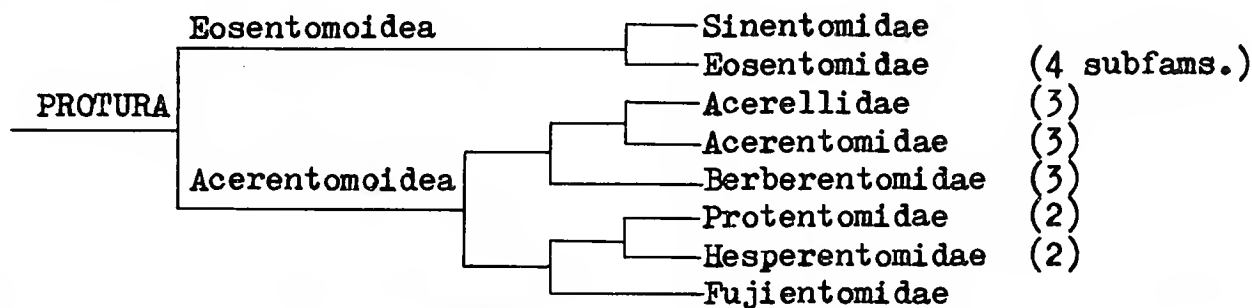 Eosentomoidea Sinentomidae
Eosentomidae (4 subfams.)
PROTURA Acerellidae (3)
Acerentomidae (3)
Acerentomoidea Berberentomidae (3)
Protentomidae (2)
Hesperentomidae (2)
Fujientomidae